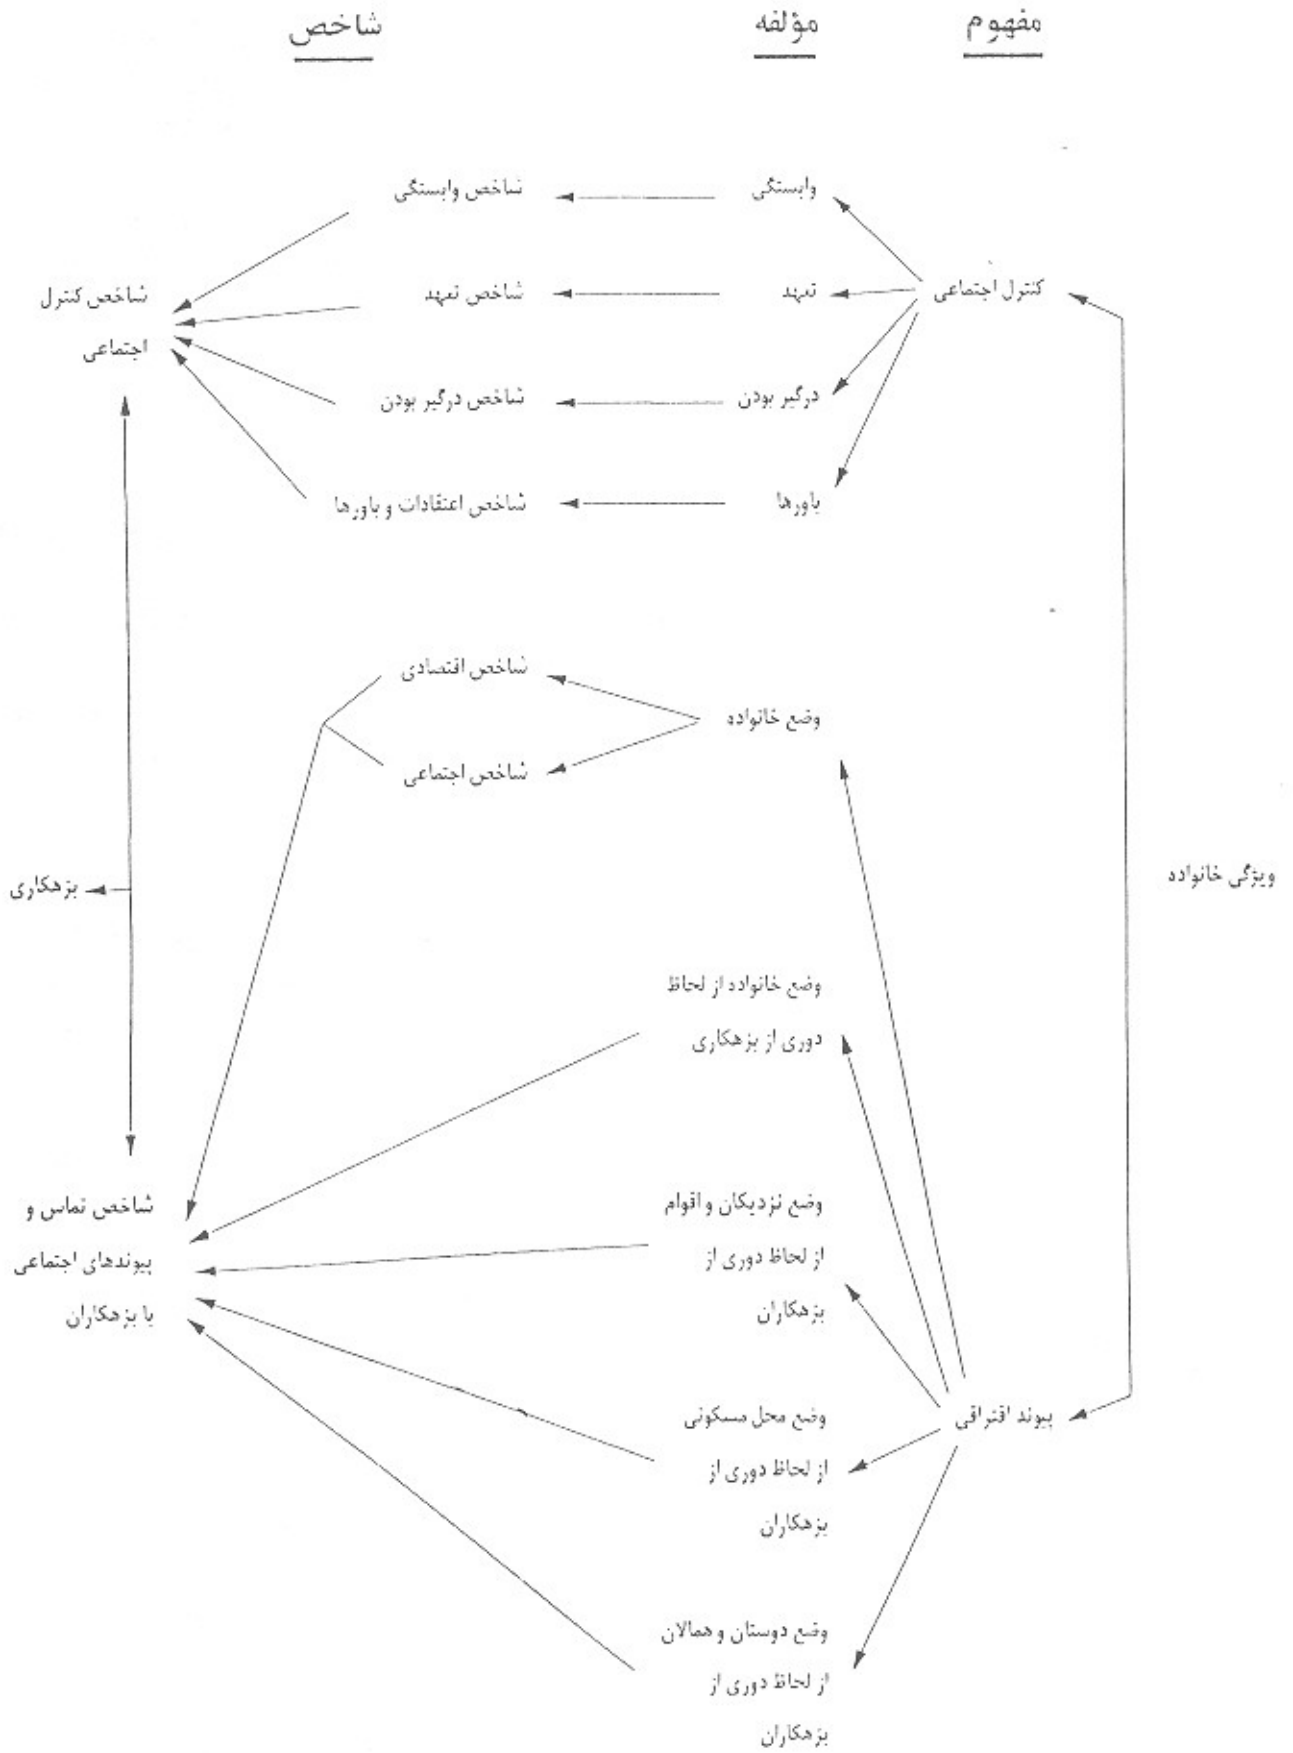 مفهوم
مؤلفه
شاخص
وابستگی
شاخص وابستگی
کنترل اجتماعی
تعهد
شاخص تعهد
شاخص کنترل
اجتماعی
درگیر بودن
شاخص درگیر بودن
باورها
شاخص اعتقادات و باورها
شاخص اقتصادی
وضع خانواده
شاخص اجتماعی
ویژگی خانواده
بزهکاری
وضع خانواده از لحاظ
دوری از بزهکاری
وضع نزدیکان و اقوام
از لحاظ دوری از
بزهکاران
شاخص تماس و
پیوندهای اجتماعی
با بزهکاران
پیوند افتراقی
وضع محل مسکونی
از لحاظ دوری از
بزهکاران
وضع دوستان و همالان
از لحاظ دوری از
بزهکاران